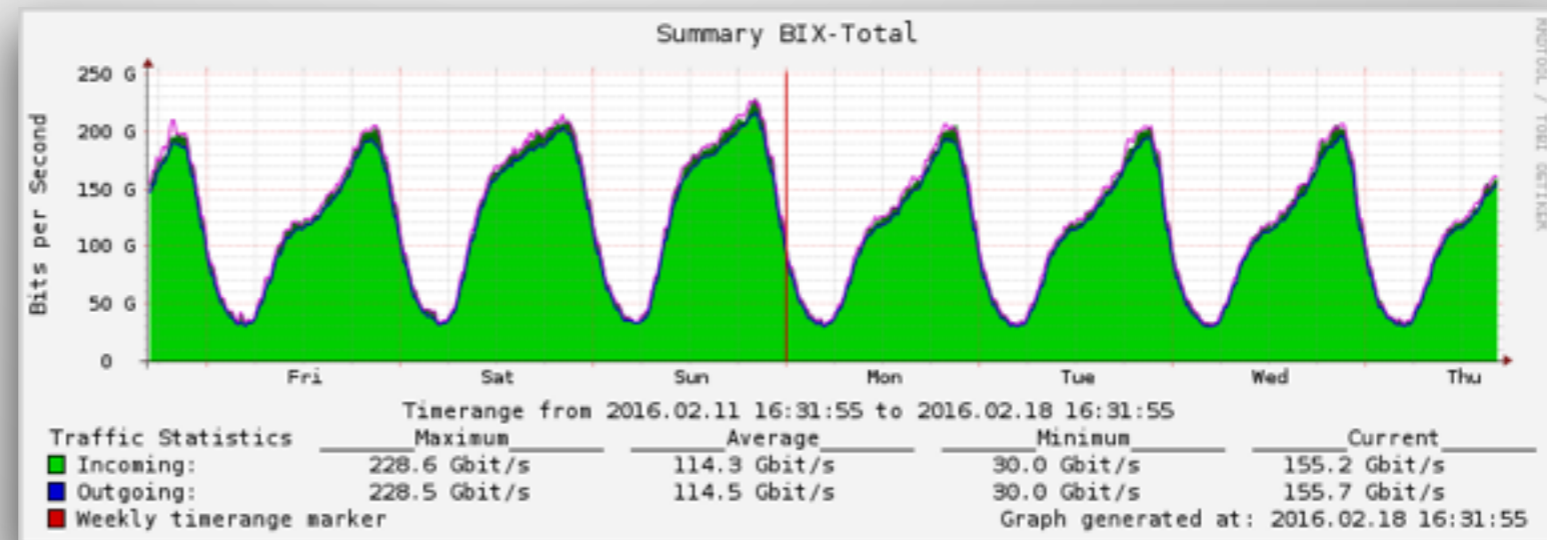 Summary BIX-Total
RRDTOOL / TOBI OETIKER
Bits per Second
250 G
200 G
150 G
100 G
50 G
0
Fri Sat Sun Mon Tue Wed Thu
Timerange from 2016.02.11 16:31:55 to 2016.02.18 16:31:55
Traffic Statistics Maximum Average Minimum Current
Incoming: 228.6 Gbit/s 114.3 Gbit/s 30.0 Gbit/s 155.2 Gbit/s
Outgoing: 228.5 Gbit/s 114.5 Gbit/s 30.0 Gbit/s 155.7 Gbit/s
Weekly timerange marker Graph generated at: 2016.02.18 16:31:55